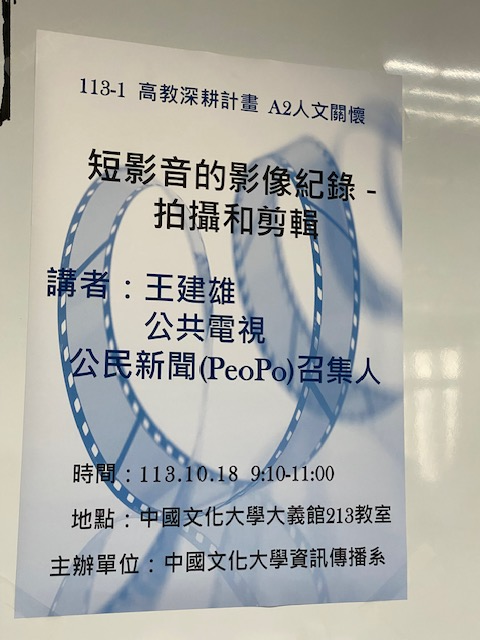 113-1 高教深耕計畫 A2人文關懷
短影音的影像紀錄-
拍攝和剪輯
講者：王建雄
公共電視
公民新聞(PeoPo)召集人
時間：113.10.18 9:10-11:00
地點：中國文化大學大義館213教室
主辦單位：中國文化大學資訊傳播系